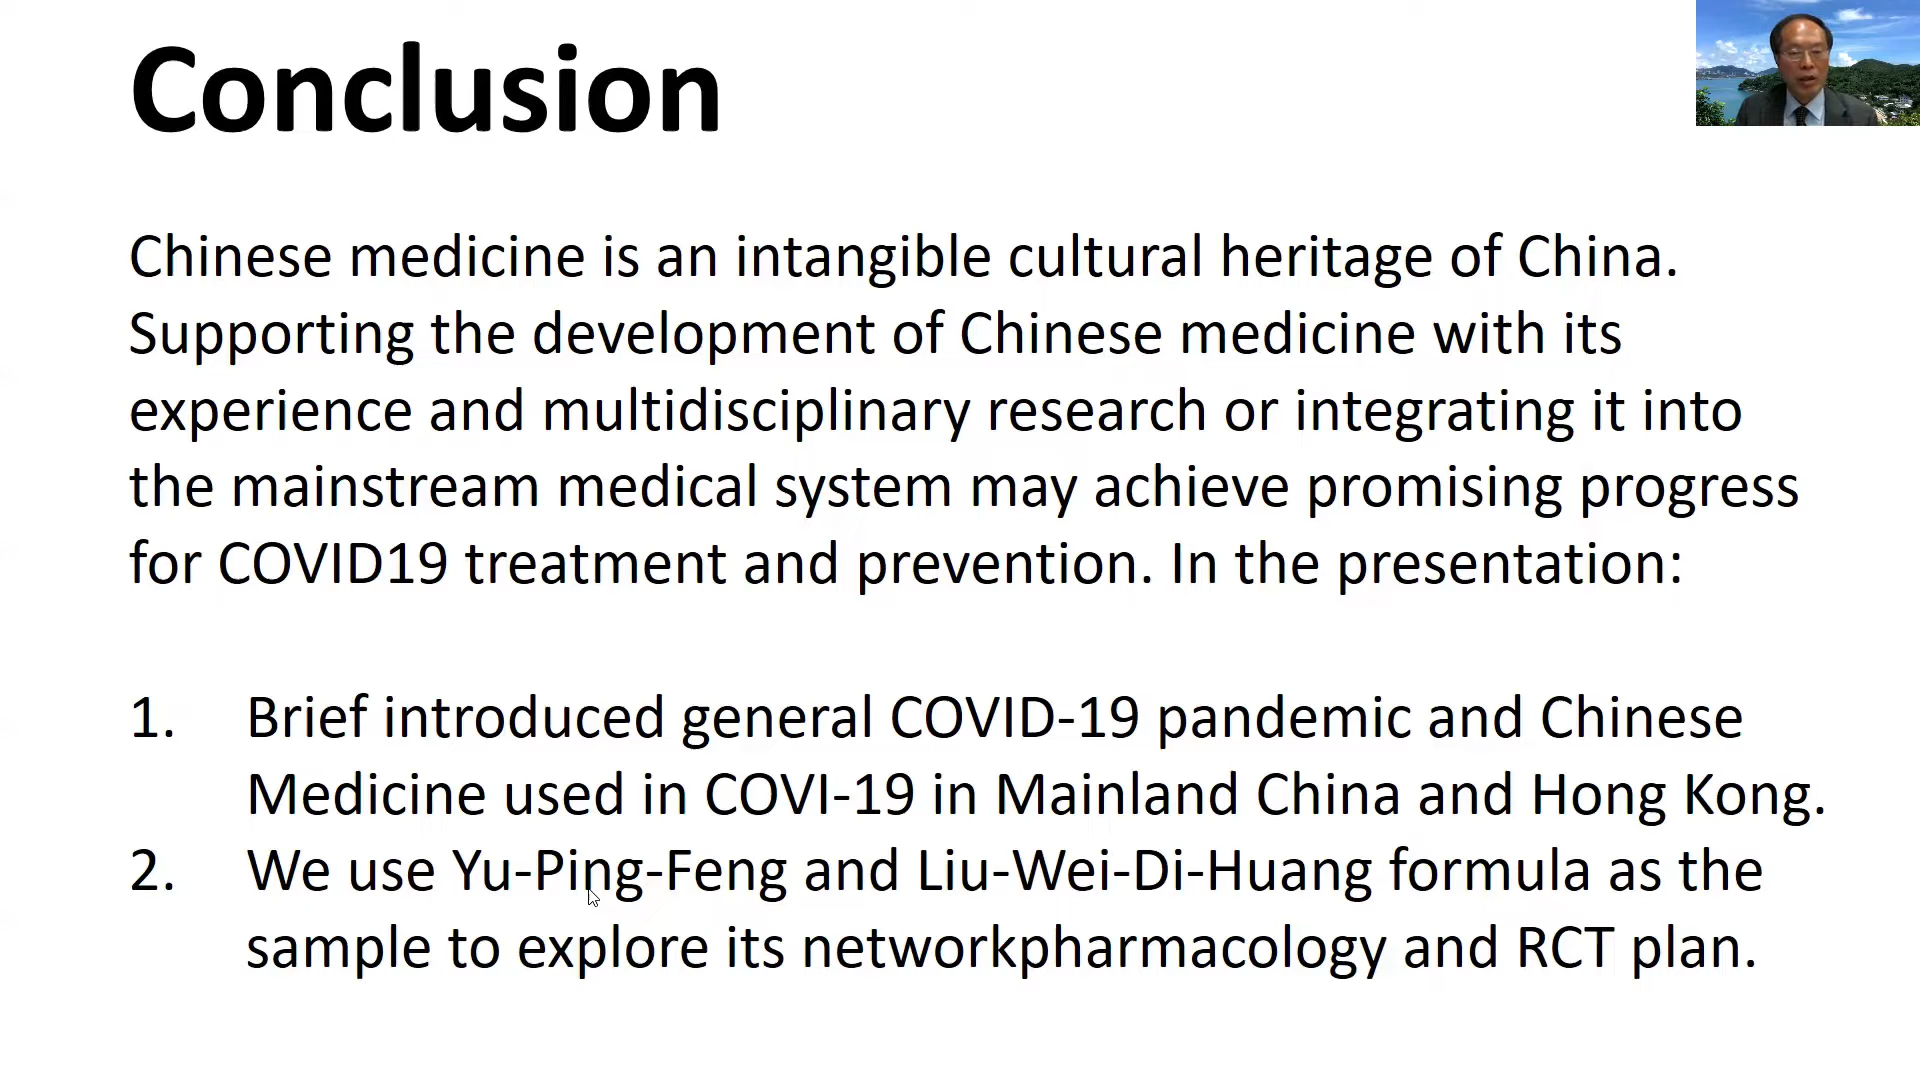 Conclusion
Chinese medicine is an intangible cultural heritage of China.
Supporting the development of Chinese medicine with its
experience and multidisciplinary research or integrating it into
the mainstream medical system may achieve promising progress
for COVID19 treatment and prevention. In the presentation:
1. Brief introduced general COVID-19 pandemic and Chinese
Medicine used in COVI-19 in Mainland China and Hong Kong.
2. We use Yu-Ping-Feng and Liu-Wei-Di-Huang formula as the
sample to explore its networkpharmacology and RCT plan.